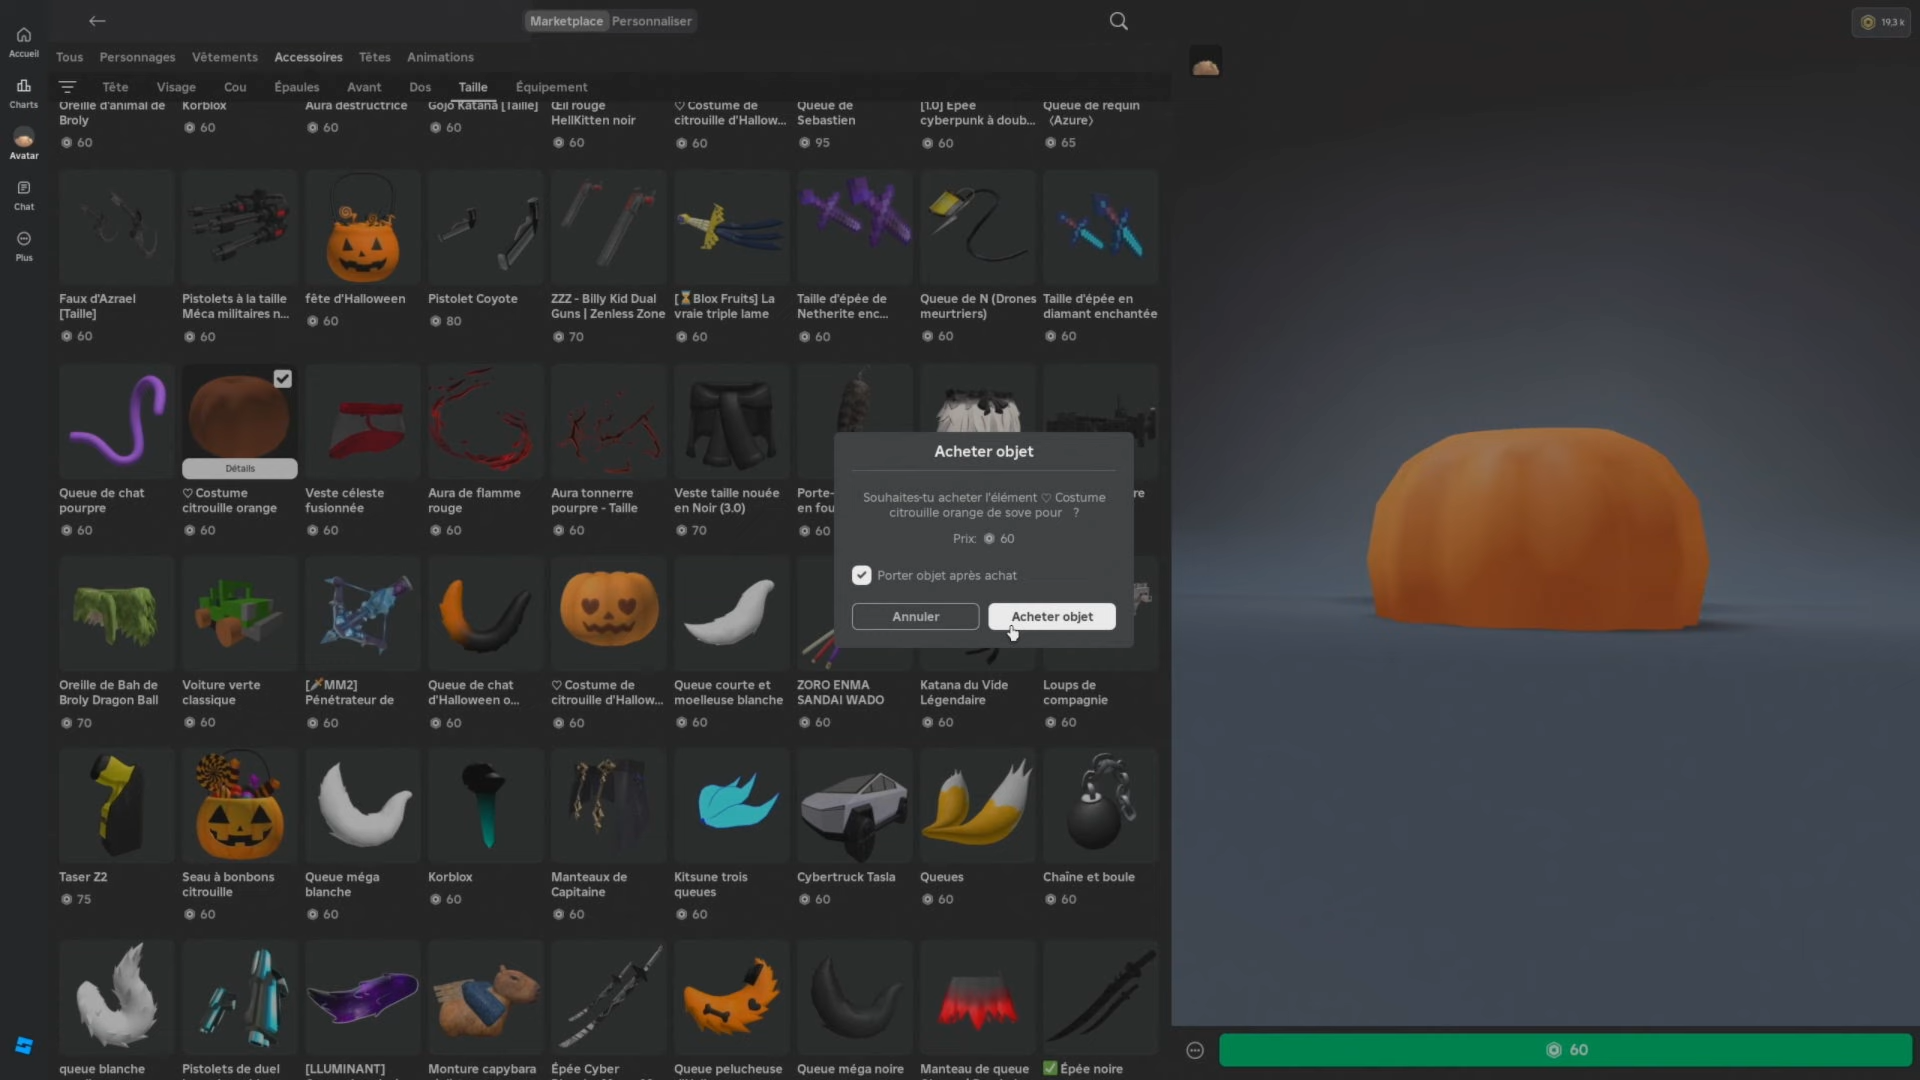 Marketplace Personnaliser
19,3 k
Accueil
Charts
Avatar
Chat
Plus
Tous Personnages Vêtements Accessoires Têtes Animations
Tête Visage Cou Épaules Avant Dos Taille Équipement
Oreille d'animal de
Broly
60
Korblox
60
Aura destructrice
60
Gojo Katana [Taille]
60
Œil rouge
HellKitten noir
60
♡ Costume de
citrouille d'Hallow...
60
Queue de
Sebastien
95
[1.0] Épée
cyberpunk à doub...
60
Queue de requin
〈Azure〉
65
Faux d'Azrael
[Taille]
60
Pistolets à la taille
Méca militaires n...
60
fête d'Halloween
60
Pistolet Coyote
80
ZZZ - Billy Kid Dual
Guns | Zenless Zone
70
[⏳Blox Fruits] La
vraie triple lame
60
Taille d'épée de
Netherite enc...
60
Queue de N (Drones
meurtriers)
60
Taille d'épée en
diamant enchantée
60
Queue de chat
pourpre
60
Détails
♡ Costume
citrouille orange
60
Veste céleste
fusionnée
60
Aura de flamme
rouge
60
Aura tonnerre
pourpre - Taille
60
Veste taille nouée
en Noir (3.0)
70
Porte-
en fou
60
re
Acheter objet
Souhaites-tu acheter l'élément ♡ Costume
citrouille orange de sove pour ?
Prix: 60
Porter objet après achat
Annuler
Acheter objet
Oreille de Bah de
Broly Dragon Ball
70
Voiture verte
classique
60
[🗡MM2]
Pénétrateur de
60
Queue de chat
d'Halloween o...
60
♡ Costume de
citrouille d'Hallow...
60
Queue courte et
moelleuse blanche
60
ZORO ENMA
SANDAI WADO
60
Katana du Vide
Légendaire
60
Loups de
compagnie
60
Taser Z2
75
Seau à bonbons
citrouille
60
Queue méga
blanche
60
Korblox
60
Manteaux de
Capitaine
60
Kitsune trois
queues
60
Cybertruck Tasla
60
Queues
60
Chaîne et boule
60
queue blanche
Pistolets de duel
[LLUMINANT]
Monture capybara
Épée Cyber
Queue pelucheuse
Queue méga noire
Manteau de queue
✅ Épée noire
60